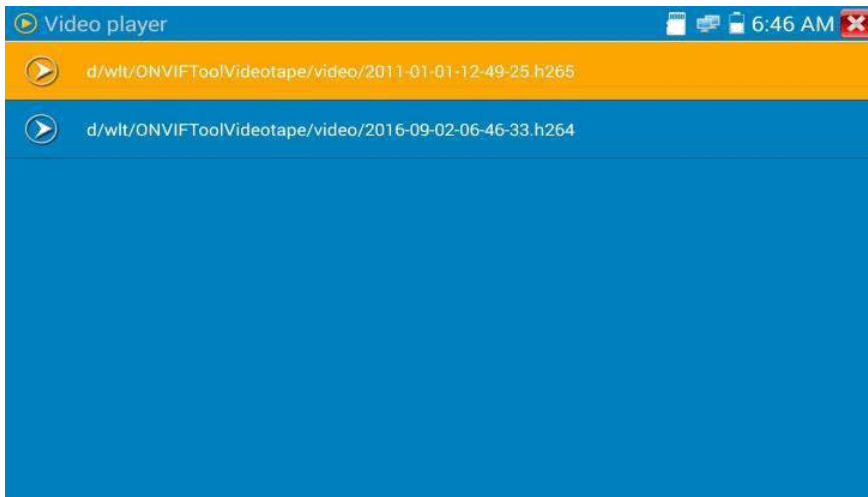 Video player 6:46 AM
d/wlt/ONVIFToolVideotape/video/2011-01-01-12-49-25.h265
d/wlt/ONVIFToolVideotape/video/2016-09-02-06-46-33.h264